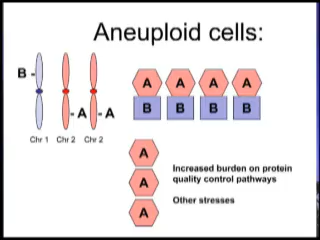 Aneuploid cells:
B -
- A - A
Chr 1 Chr 2 Chr 2
A A A A
B B B B
A
A
A
Increased burden on protein
quality control pathways
Other stresses